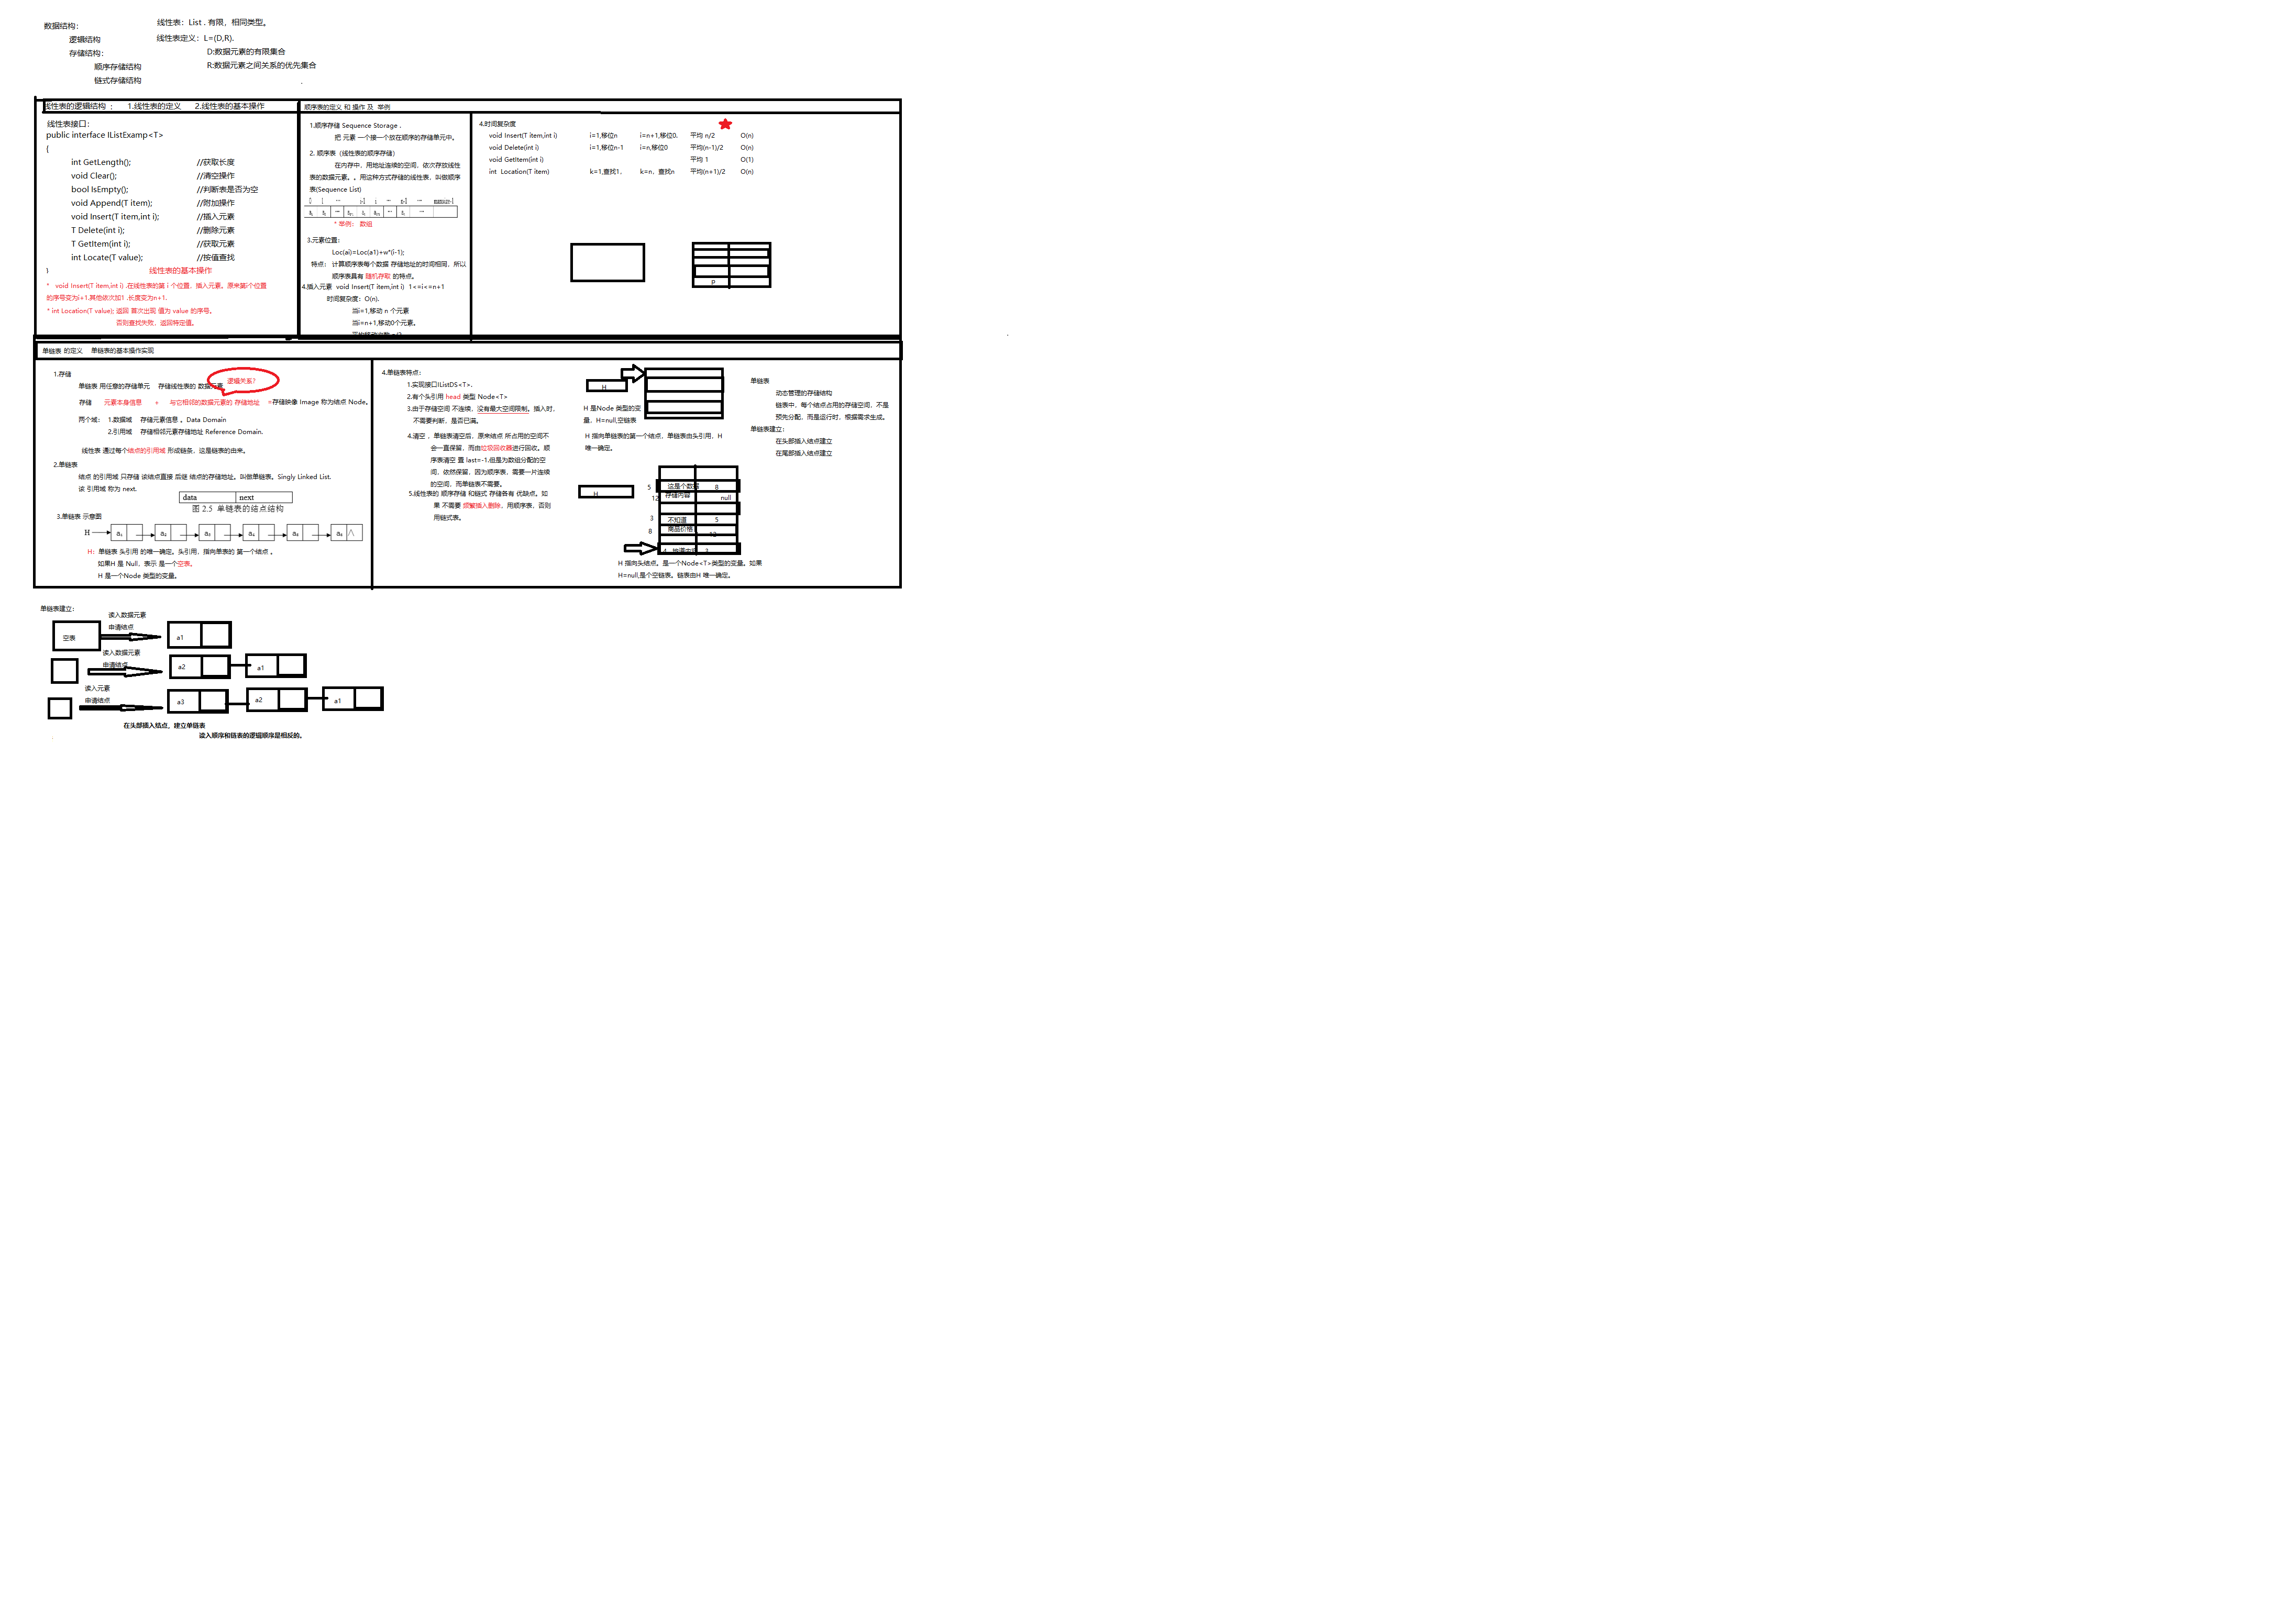 数据结构：
逻辑结构
存储结构：
顺序存储结构
链式存储结构
线性表：List . 有限，相同类型。
线性表定义：L=(D,R).
D:数据元素的有限集合
R:数据元素之间关系的优先集合
线性表的逻辑结构 ： 1.线性表的定义 2.线性表的基本操作
线性表接口：
public interface IListExamp<T>
{
int GetLength(); //获取长度
void Clear(); //清空操作
bool IsEmpty(); //判断表是否为空
void Append(T item); //附加操作
void Insert(T item,int i); //插入元素
T Delete(int i); //删除元素
T GetItem(int i); //获取元素
int Locate(T value); //按值查找
}
线性表的基本操作
* void Insert(T item,int i) .在线性表的第 i 个位置，插入元素。原来第i个位置
的序号变为i+1.其他依次加1 .长度变为n+1.
* int Location(T value); 返回 首次出现 值为 value 的序号。
否则查找失败，返回特定值。
顺序表的定义 和 操作 及 举例
1.顺序存储 Sequence Storage .
把 元素 一个接一个放在顺序的存储单元中。
2. 顺序表（线性表的顺序存储）
在内存中，用地址连续的空间，依次存放线性
表的数据元素。。用这种方式存储的线性表，叫做顺序
表(Sequence List)
* 举例： 数组
3.元素位置：
Loc(ai)=Loc(a1)+w*(i-1);
特点： 计算顺序表每个数据 存储地址的时间相同，所以
顺序表具有 随机存取 的特点。
4.插入元素 void Insert(T item,int i) 1<=i<=n+1
时间复杂度：O(n).
当i=1,移动 n 个元素
当i=n+1,移动0个元素。
4.时间复杂度
void Insert(T item,int i) i=1,移位n i=n+1,移位0. 平均 n/2 O(n)
void Delete(int i) i=1,移位n-1 i=n,移位0 平均(n-1)/2 O(n)
void GetItem(int i) 平均 1 O(1)
int Location(T item) k=1,查找1， k=n，查找n 平均(n+1)/2 O(n)
P
单链表 的定义 单链表的基本操作实现
1.存储
单链表 用任意的存储单元 存储线性表的 数据元素
逻辑关系？
存储 元素本身信息 + 与它相邻的数据元素的 存储地址 =存储映像 Image 称为结点 Node。
两个域： 1.数据域 存储元素信息 。Data Domain
2.引用域 存储相邻元素存储地址 Reference Domain.
线性表 通过每个结点的引用域 形成链条，这是链表的由来。
2.单链表
结点 的引用域 只存储 该结点直接 后继 结点的存储地址。叫做单链表。Singly Linked List.
该 引用域 称为 next.
data next
图 2.5 单链表的结点结构
3.单链表 示意图
H a₁ a₂ a₃ a₄ a₅ a₆ ∧
H： 单链表 头引用 的唯一确定。头引用，指向单表的 第一个结点 。
如果H 是 Null，表示 是一个空表。
H 是一个Node 类型的变量。
4.单链表特点：
1.实现接口IListDS<T>.
2.有个头引用 head 类型 Node<T>
3.由于存储空间 不连续，没有最大空间限制。插入时，
不需要判断，是否已满。
4.清空 ，单链表清空后，原来结点 所占用的空间不
会一直保留，而由垃圾回收器进行回收。顺
序表清空 置 last=-1.但是为数组分配的空
间，依然保留，因为顺序表，需要一片连续
的空间，而单链表不需要。
5.线性表的 顺序存储 和链式 存储各有 优缺点。如
果 不需要 频繁插入删除，用顺序表，否则
用链式表。
H
H 是Node 类型的变
量，H=null,空链表
H 指向单链表的第一个结点，单链表由头引用，H
唯一确定。
H
5 这是个数据 8
12 存储内容 null
3 不知道 5
8 商品价格 12
4 3
H 指向头结点。是一个Node<T>类型的变量。如果
H=null,是个空链表。链表由H 唯一确定。
单链表
动态管理的存储结构
链表中，每个结点占用的存储空间，不是
预先分配，而是运行时，根据需求生成。
单链表建立：
在头部插入结点建立
在尾部插入结点建立
单链表建立：
读入数据元素
申请结点
空表 a1
读入数据元素
申请结点
a2 a1
读入元素
申请结点
a3 a2 a1
在头部插入结点，建立单链表
读入顺序和链表的逻辑顺序是相反的。